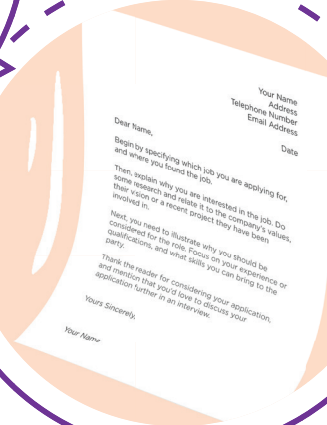 Your Name
Address
Telephone Number
Email Address
Date
Dear Name,
Begin by specifying which job you are applying for,
and where you found the job.
Then, explain why you are interested in the job. Do
some research and relate it to the company's values,
their vision or a recent project they have been
involved in.
Next, you need to illustrate why you should be
considered for the role. Focus on your experience or
qualifications, and what skills you can bring to the
party.
Thank the reader for considering your application,
and mention that you'd love to discuss your
application further in an interview.
Yours Sincerely,
Your Name